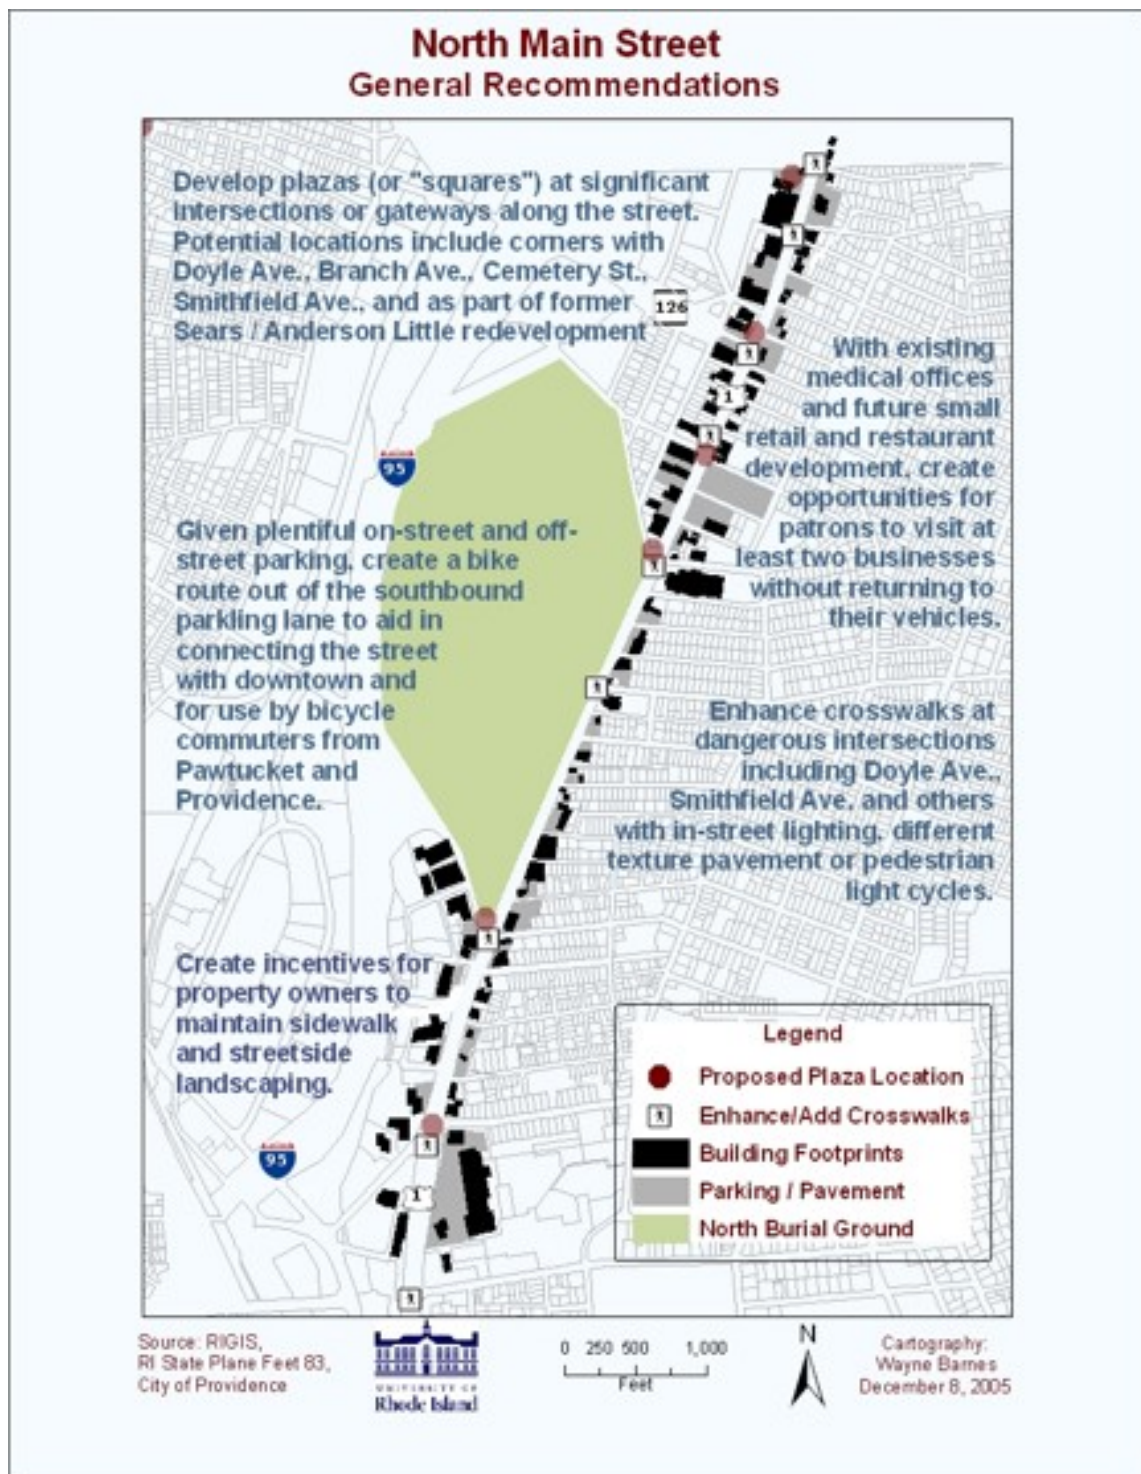 North Main Street
General Recommendations
Develop plazas (or "squares") at significant
intersections or gateways along the street.
Potential locations include corners with
Doyle Ave., Branch Ave., Cemetery St.,
Smithfield Ave., and as part of former
Sears / Anderson Little redevelopment
126
With existing
medical offices
and future small
retail and restaurant
development, create
opportunities for
patrons to visit at
least two businesses
without returning to
their vehicles.
1
95
Given plentiful on-street and off-
street parking, create a bike
route out of the southbound
parkling lane to aid in
connecting the street
with downtown and
for use by bicycle
commuters from
Pawtucket and
Providence.
Enhance crosswalks at
dangerous intersections
including Doyle Ave.,
Smithfield Ave. and others
with in-street lighting, different
texture pavement or pedestrian
light cycles.
Create incentives for
property owners to
maintain sidewalk
and streetside
landscaping.
95
1
Legend
Proposed Plaza Location
Enhance/Add Crosswalks
Building Footprints
Parking / Pavement
North Burial Ground
Source: RIGIS,
RI State Plane Feet 83,
City of Providence
UNIVERSITY OF
Rhode Island
0 250 500 1,000
Feet
N
Cartography:
Wayne Barnes
December 8, 2005